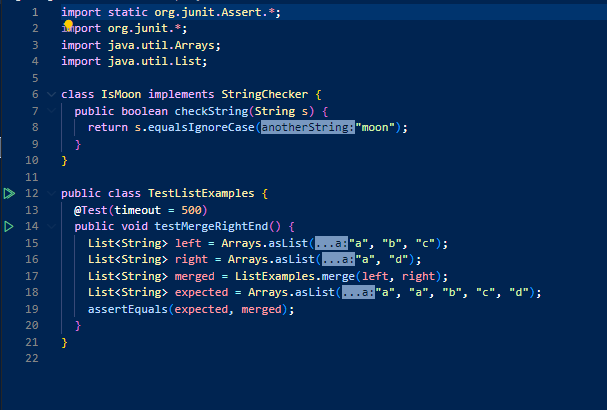 1 import static org.junit.Assert.*;
2 import org.junit.*;
3 import java.util.Arrays;
4 import java.util.List;
5
6 class IsMoon implements StringChecker {
7 public boolean checkString(String s) {
8 return s.equalsIgnoreCase(anotherString:"moon");
9 }
10 }
11
12 public class TestListExamples {
13 @Test(timeout = 500)
14 public void testMergeRightEnd() {
15 List<String> left = Arrays.asList(...a:"a", "b", "c");
16 List<String> right = Arrays.asList(...a:"a", "d");
17 List<String> merged = ListExamples.merge(left, right);
18 List<String> expected = Arrays.asList(...a:"a", "a", "b", "c", "d");
19 assertEquals(expected, merged);
20 }
21 }
22